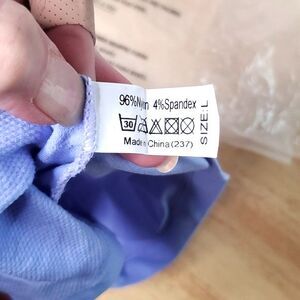 96%Nylon 4%Spandex
30
Made in China (237)
SIZE: L